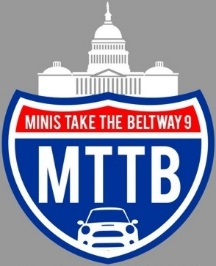 MINIS TAKE THE BELTWAY 9
MTTB